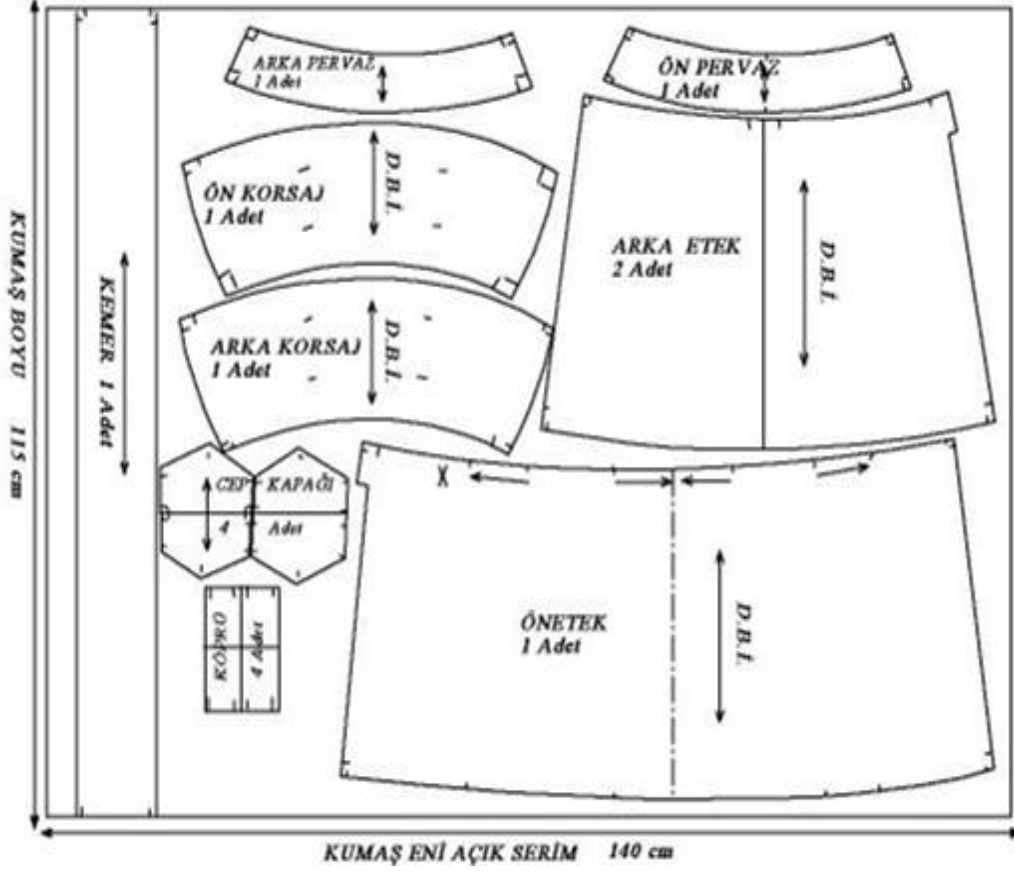 ARKA PERVAZ
1 Adet
ÖN PERVAZ
1 Adet
ÖN KORSAJ
1 Adet
D.B.İ.
ARKA ETEK
2 Adet
D.B.İ.
KUMAŞ BOYU 115 cm
KEMER 1 Adet
ARKA KORSAJ
1 Adet
D.B.İ.
CEP KAPAĞI
4 Adet
ÖNETEK
1 Adet
D.B.İ.
KÖPRÜ
4 Adet
KUMAŞ ENİ AÇIK SERİM 140 cm